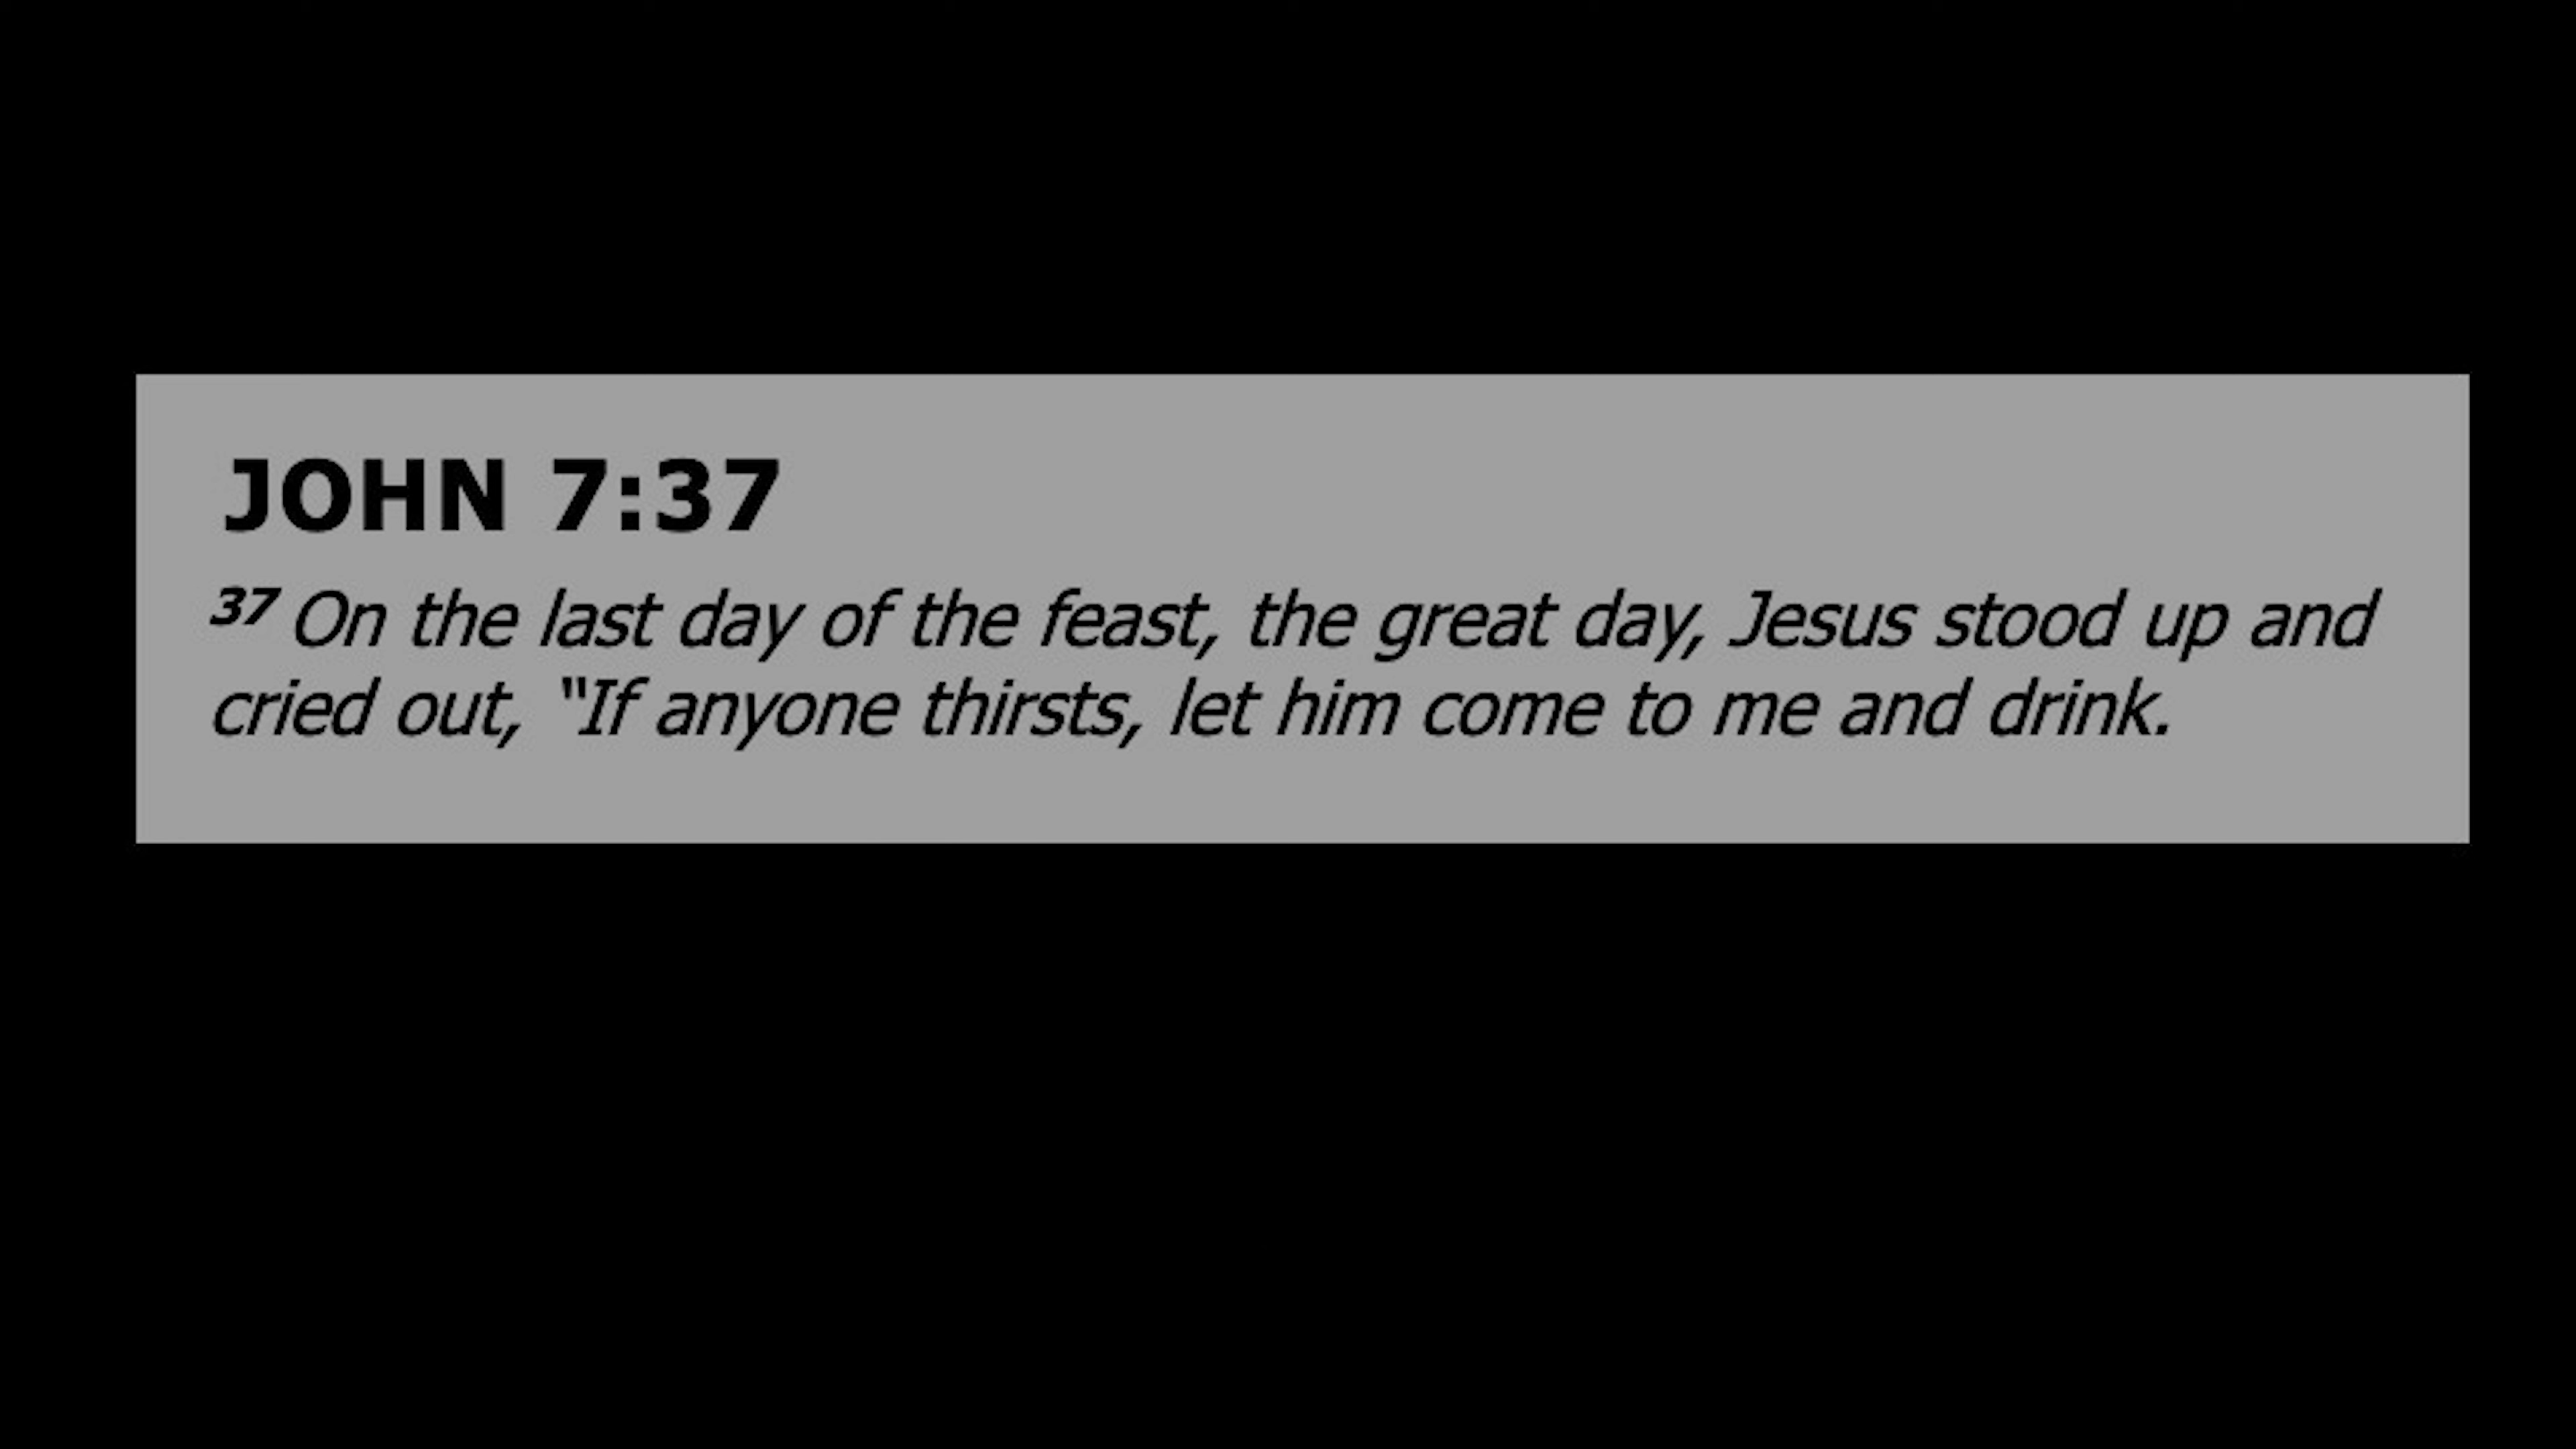 JOHN 7:37
37 On the last day of the feast, the great day, Jesus stood up and
cried out, “If anyone thirsts, let him come to me and drink.